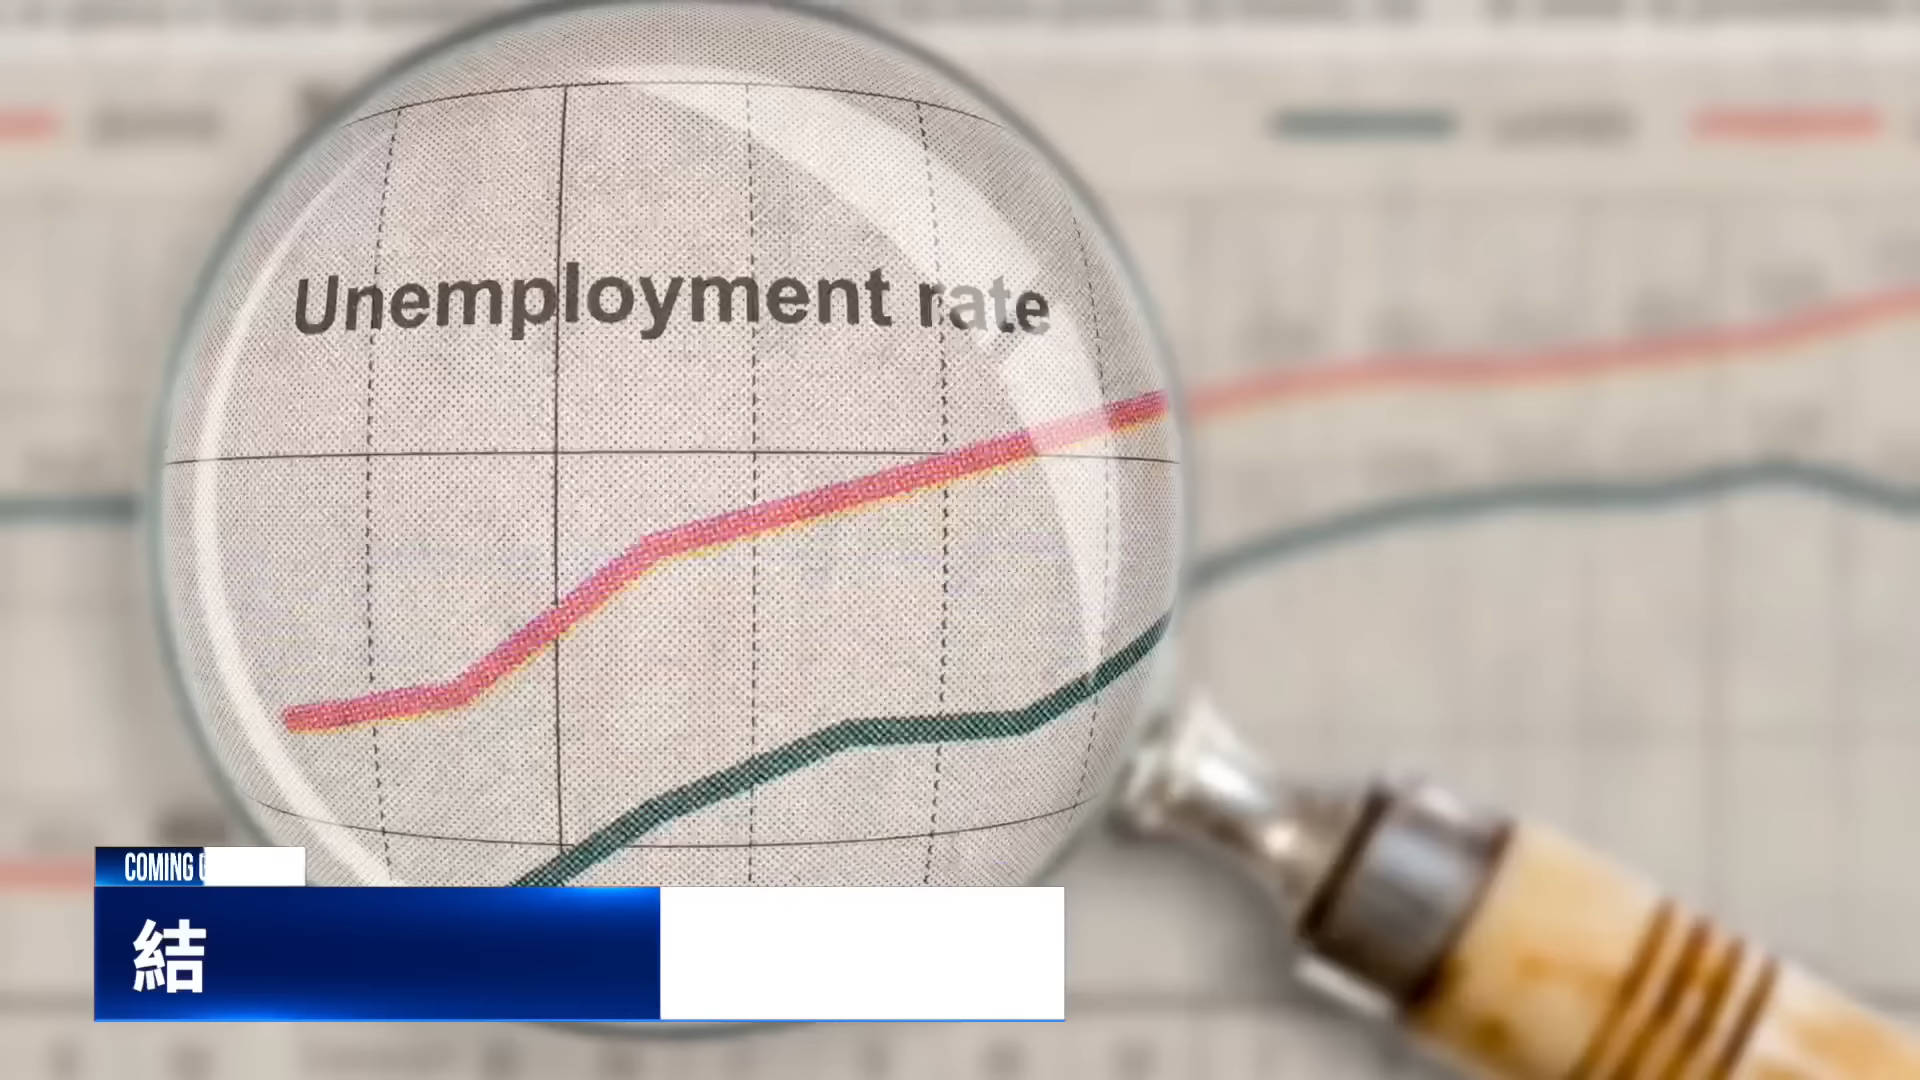 Unemployment rate
COMING
結